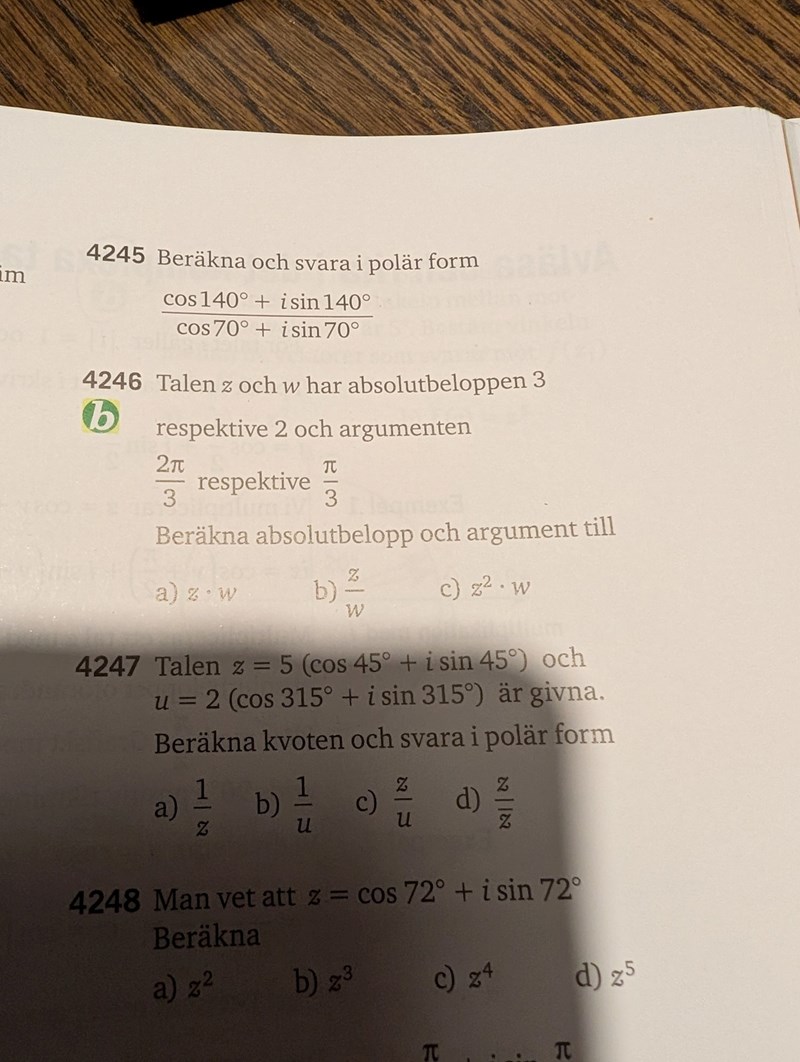 im
4245 Beräkna och svara i polär form
cos 140° + i sin 140°
cos 70° + i sin 70°
4246 Talen z och w har absolutbeloppen 3
b respektive 2 och argumenten
2π/3 respektive π/3
Beräkna absolutbelopp och argument till
a) z · w b) z/w c) z² · w
4247 Talen z = 5 (cos 45° + i sin 45°) och
u = 2 (cos 315° + i sin 315°) är givna.
Beräkna kvoten och svara i polär form
a) 1/z b) 1/u c) z/u d) z/z̅
4248 Man vet att z = cos 72° + i sin 72°
Beräkna
a) z² b) z³ c) z⁴ d) z⁵
π π